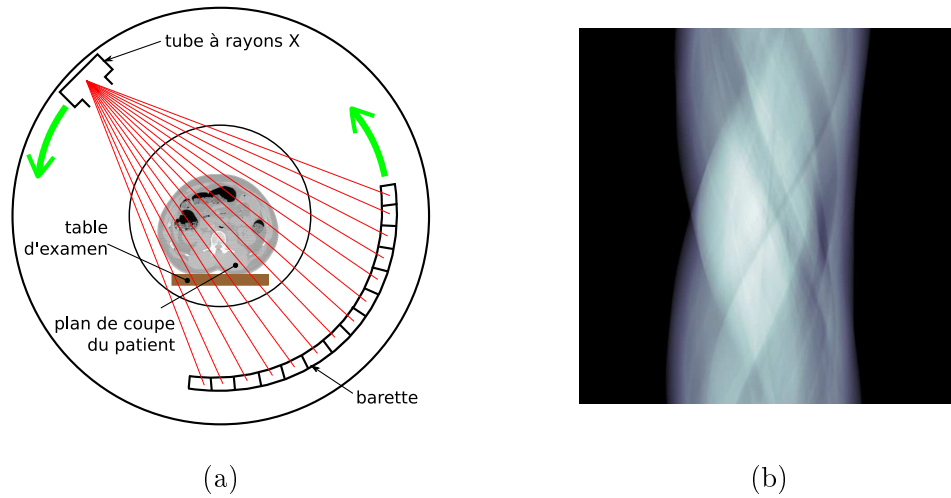 tube à rayons X
table
d'examen
plan de coupe
du patient
barette
(a)
(b)